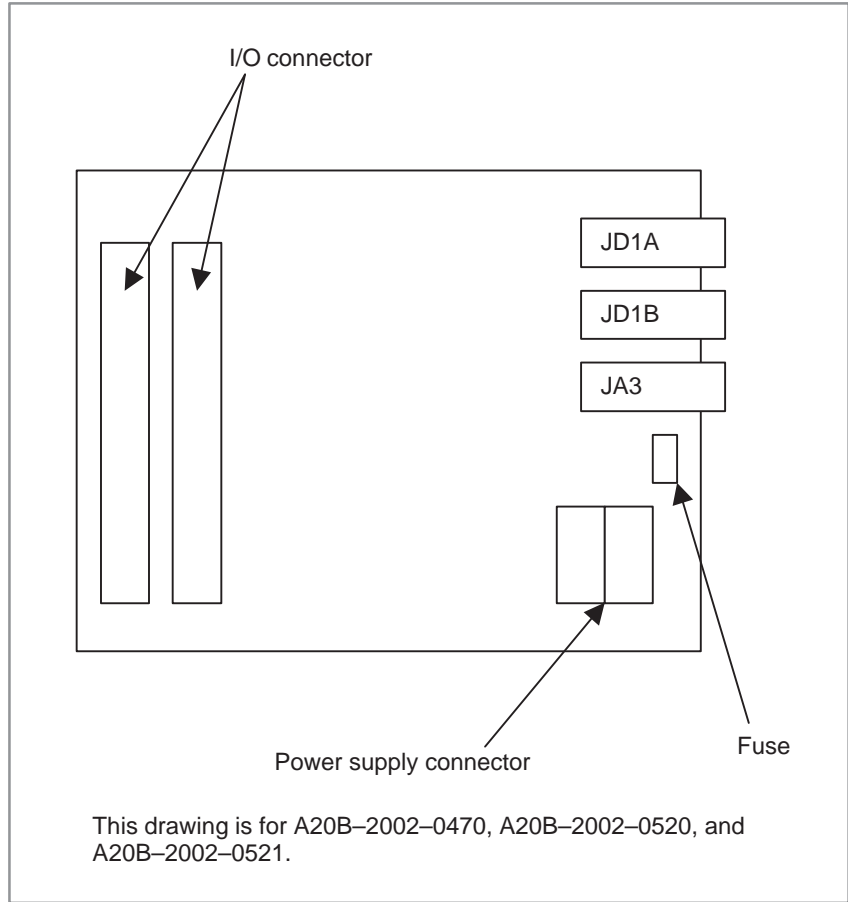 I/O connector
JD1A
JD1B
JA3
Fuse
Power supply connector
This drawing is for A20B–2002–0470, A20B–2002–0520, and
A20B–2002–0521.